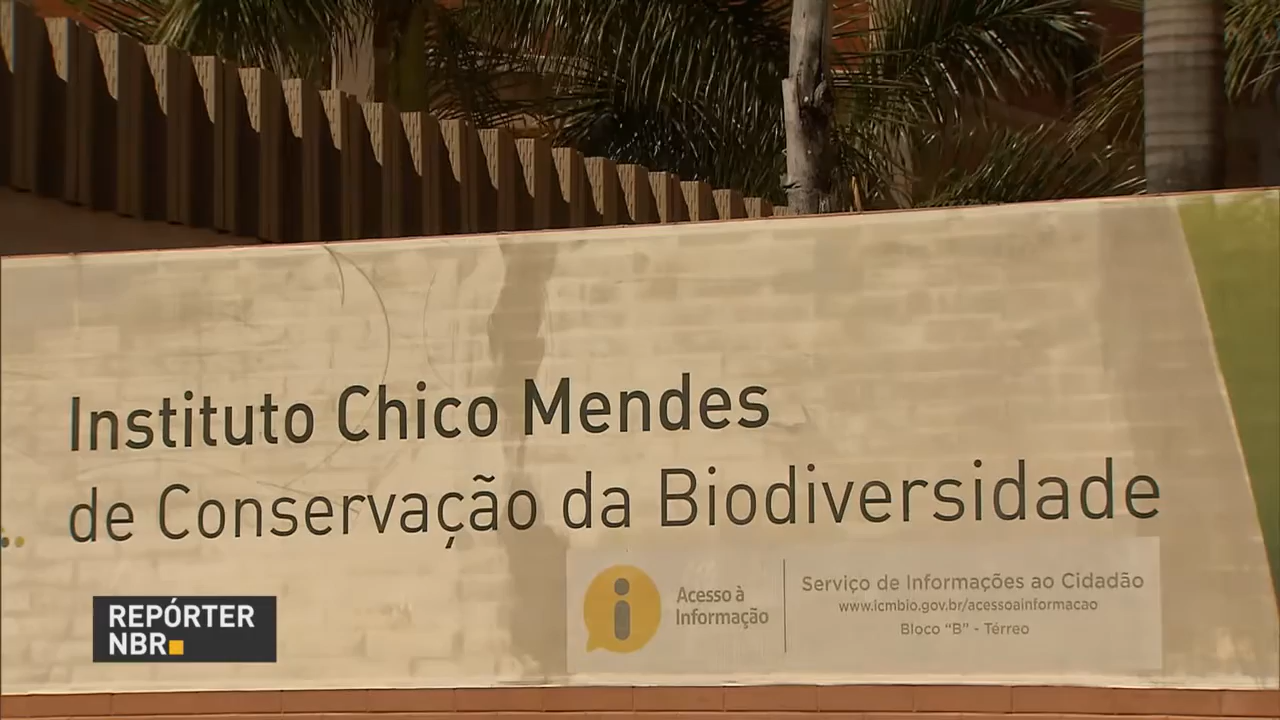 Instituto Chico Mendes
de Conservação da Biodiversidade
Acesso à
Informação
Serviço de Informações ao Cidadão
www.icmbio.gov.br/acessoainformacao
Bloco "B" - Térreo
REPÓRTER
NBR